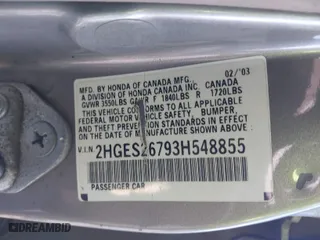 MFD. BY HONDA OF CANADA MFG.,
A DIVISION OF HONDA CANADA INC. CANADA
02/'03
GVWR 3550LBS GAWR F 1840LBS R 1720LBS
THIS VEHICLE CONFORMS TO ALL APPLICABLE
FEDERAL MOTOR VEHICLE SAFETY, BUMPER,
AND THEFT PREVENTION STANDARDS IN EFFECT
ON THE DATE OF MANUFACTURE SHOWN ABOVE.
V.I.N. 2HGES26793H548855
PASSENGER CAR
DREAMBID